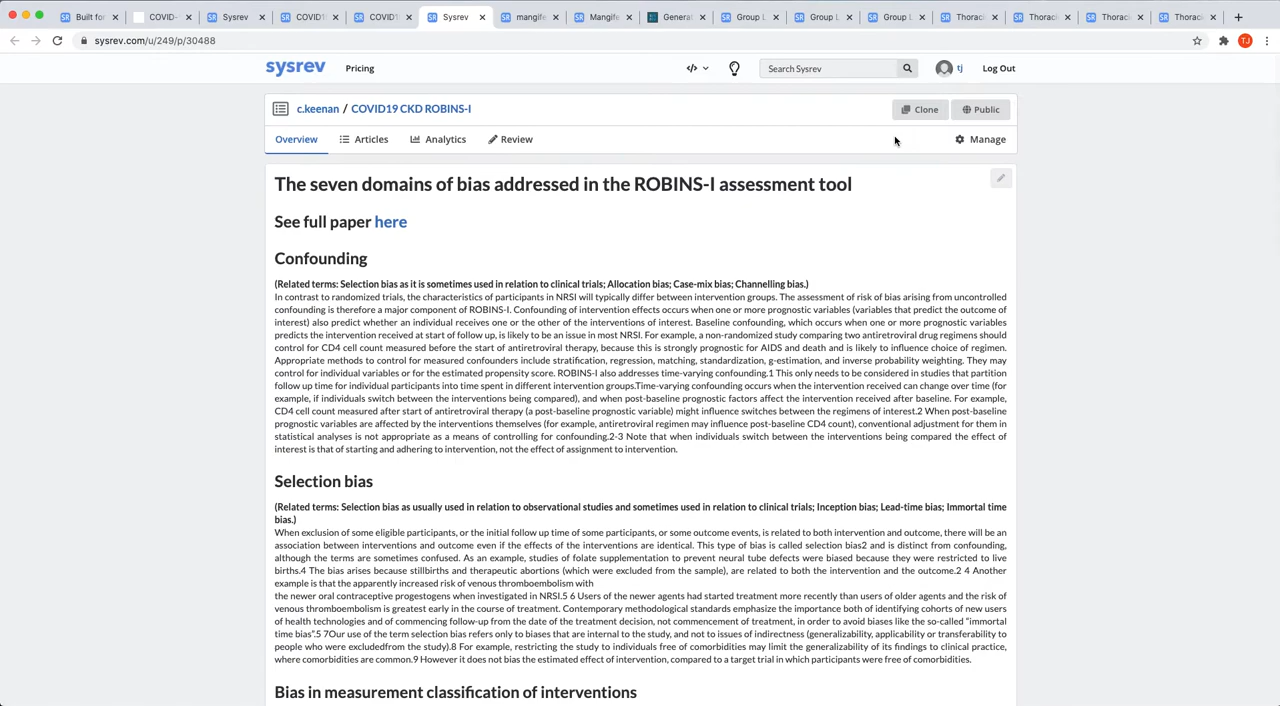 Built for
COVID-
Sysrev
COVID1
COVID1
Sysrev
mangife
Mangife
Generat
Group L
Group L
Group L
Thoraci
Thoraci
Thoraci
Thoraci
sysrev.com/u/249/p/30488
TJ
sysrev
Pricing
</>
Search Sysrev
tj
Log Out
c.keenan / COVID19 CKD ROBINS-I
Clone
Public
Overview
Articles
Analytics
Review
Manage
The seven domains of bias addressed in the ROBINS-I assessment tool
See full paper here
Confounding
(Related terms: Selection bias as it is sometimes used in relation to clinical trials; Allocation bias; Case-mix bias; Channelling bias.)
In contrast to randomized trials, the characteristics of participants in NRSI will typically differ between intervention groups. The assessment of risk of bias arising from uncontrolled
confounding is therefore a major component of ROBINS-I. Confounding of intervention effects occurs when one or more prognostic variables (variables that predict the outcome of
interest) also predict whether an individual receives one or the other of the interventions of interest. Baseline confounding, which occurs when one or more prognostic variables
predicts the intervention received at start of follow up, is likely to be an issue in most NRSI. For example, a non-randomized study comparing two antiretroviral drug regimens should
control for CD4 cell count measured before the start of antiretroviral therapy, because this is strongly prognostic for AIDS and death and is likely to influence choice of regimen.
Appropriate methods to control for measured confounders include stratification, regression, matching, standardization, g-estimation, and inverse probability weighting. They may
control for individual variables or for the estimated propensity score. ROBINS-I also addresses time-varying confounding.1 This only needs to be considered in studies that partition
follow up time for individual participants into time spent in different intervention groups.Time-varying confounding occurs when the intervention received can change over time (for
example, if individuals switch between the interventions being compared), and when post-baseline prognostic factors affect the intervention received after baseline. For example,
CD4 cell count measured after start of antiretroviral therapy (a post-baseline prognostic variable) might influence switches between the regimens of interest.2 When post-baseline
prognostic variables are affected by the interventions themselves (for example, antiretroviral regimen may influence post-baseline CD4 count), conventional adjustment for them in
statistical analyses is not appropriate as a means of controlling for confounding.2-3 Note that when individuals switch between the interventions being compared the effect of
interest is that of starting and adhering to intervention, not the effect of assignment to intervention.
Selection bias
(Related terms: Selection bias as usually used in relation to observational studies and sometimes used in relation to clinical trials; Inception bias; Lead-time bias; Immortal time
bias.)
When exclusion of some eligible participants, or the initial follow up time of some participants, or some outcome events, is related to both intervention and outcome, there will be an
association between interventions and outcome even if the effects of the interventions are identical. This type of bias is called selection bias2 and is distinct from confounding,
although the terms are sometimes confused. As an example, studies of folate supplementation to prevent neural tube defects were biased because they were restricted to live
births.4 The bias arises because stillbirths and therapeutic abortions (which were excluded from the sample), are related to both the intervention and the outcome.2 4 Another
example is that the apparently increased risk of venous thromboembolism with
the newer oral contraceptive progestogens when investigated in NRSI.5 6 Users of the newer agents had started treatment more recently than users of older agents and the risk of
venous thromboembolism is greatest early in the course of treatment. Contemporary methodological standards emphasize the importance both of identifying cohorts of new users
of health technologies and of commencing follow-up from the date of the treatment decision, not commencement of treatment, in order to avoid biases like the so-called "immortal
time bias".5 7Our use of the term selection bias refers only to biases that are internal to the study, and not to issues of indirectness (generalizability, applicability or transferability to
people who were excludedfrom the study).8 For example, restricting the study to individuals free of comorbidities may limit the generalizability of its findings to clinical practice,
where comorbidities are common.9 However it does not bias the estimated effect of intervention, compared to a target trial in which participants were free of comorbidities.
Bias in measurement classification of interventions